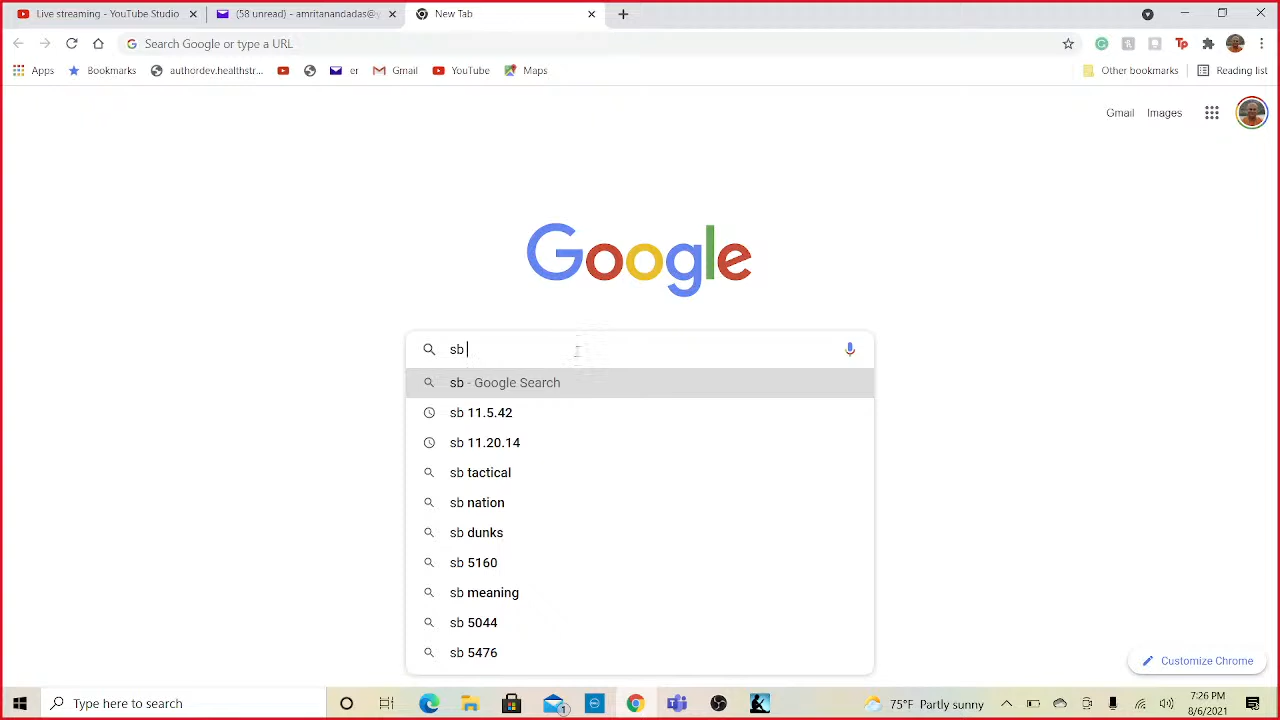 Live streaming - YouTube Studio
(58 unread) - amritanandadas@y
New Tab
Search Google or type a URL
Apps
Bookmarks
authordev.healthstr...
er
Gmail
YouTube
Maps
Other bookmarks
Reading list
Gmail
Images
Google
sb
sb - Google Search
sb 11.5.42
sb 11.20.14
sb tactical
sb nation
sb dunks
sb 5160
sb meaning
sb 5044
sb 5476
Customize Chrome
Type here to search
75°F Partly sunny
7:26 PM
8/6/2021